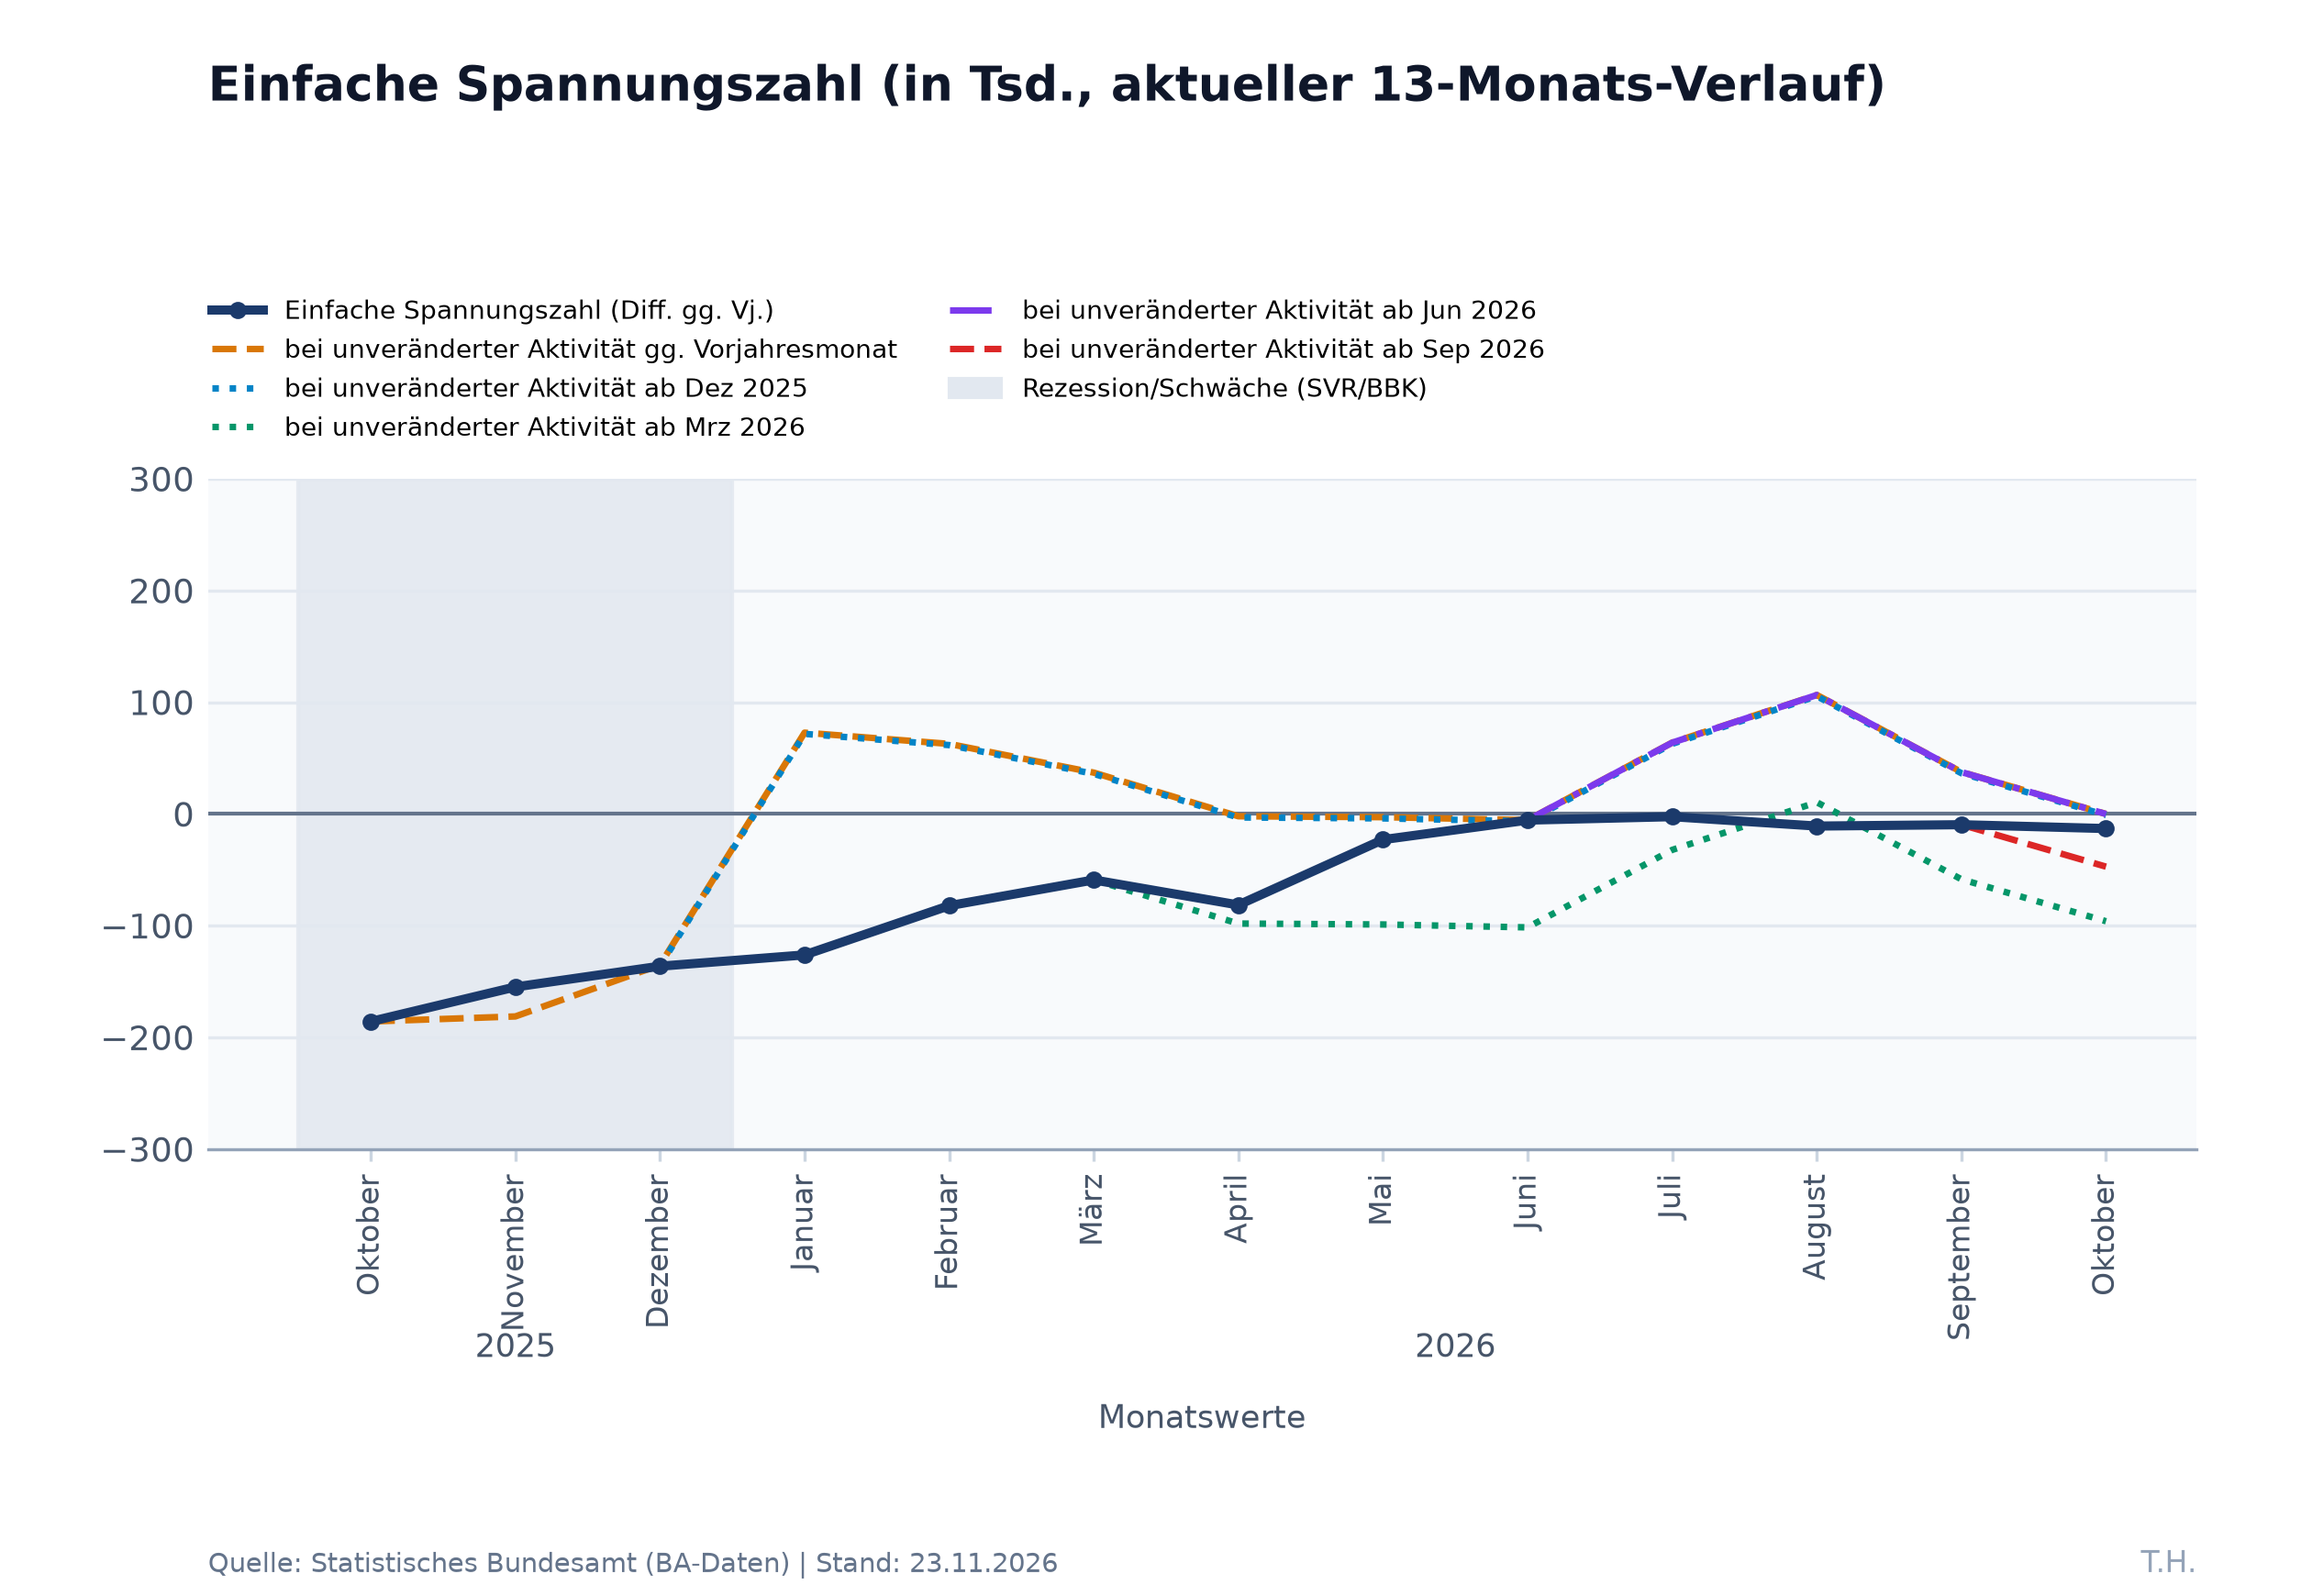 Einfache Spannungszahl (in Tsd., aktueller 13-Monats-Verlauf)
Einfache Spannungszahl (Diff. gg. Vj.)
bei unveränderter Aktivität gg. Vorjahresmonat
bei unveränderter Aktivität ab Dez 2025
bei unveränderter Aktivität ab Mrz 2026
bei unveränderter Aktivität ab Jun 2026
bei unveränderter Aktivität ab Sep 2026
Rezession/Schwäche (SVR/BBK)
300
200
100
0
−100
−200
−300
Oktober
November
Dezember
Januar
Februar
März
April
Mai
Juni
Juli
August
September
Oktober
2025
2026
Monatswerte
Quelle: Statistisches Bundesamt (BA-Daten) | Stand: 23.11.2026
T.H.